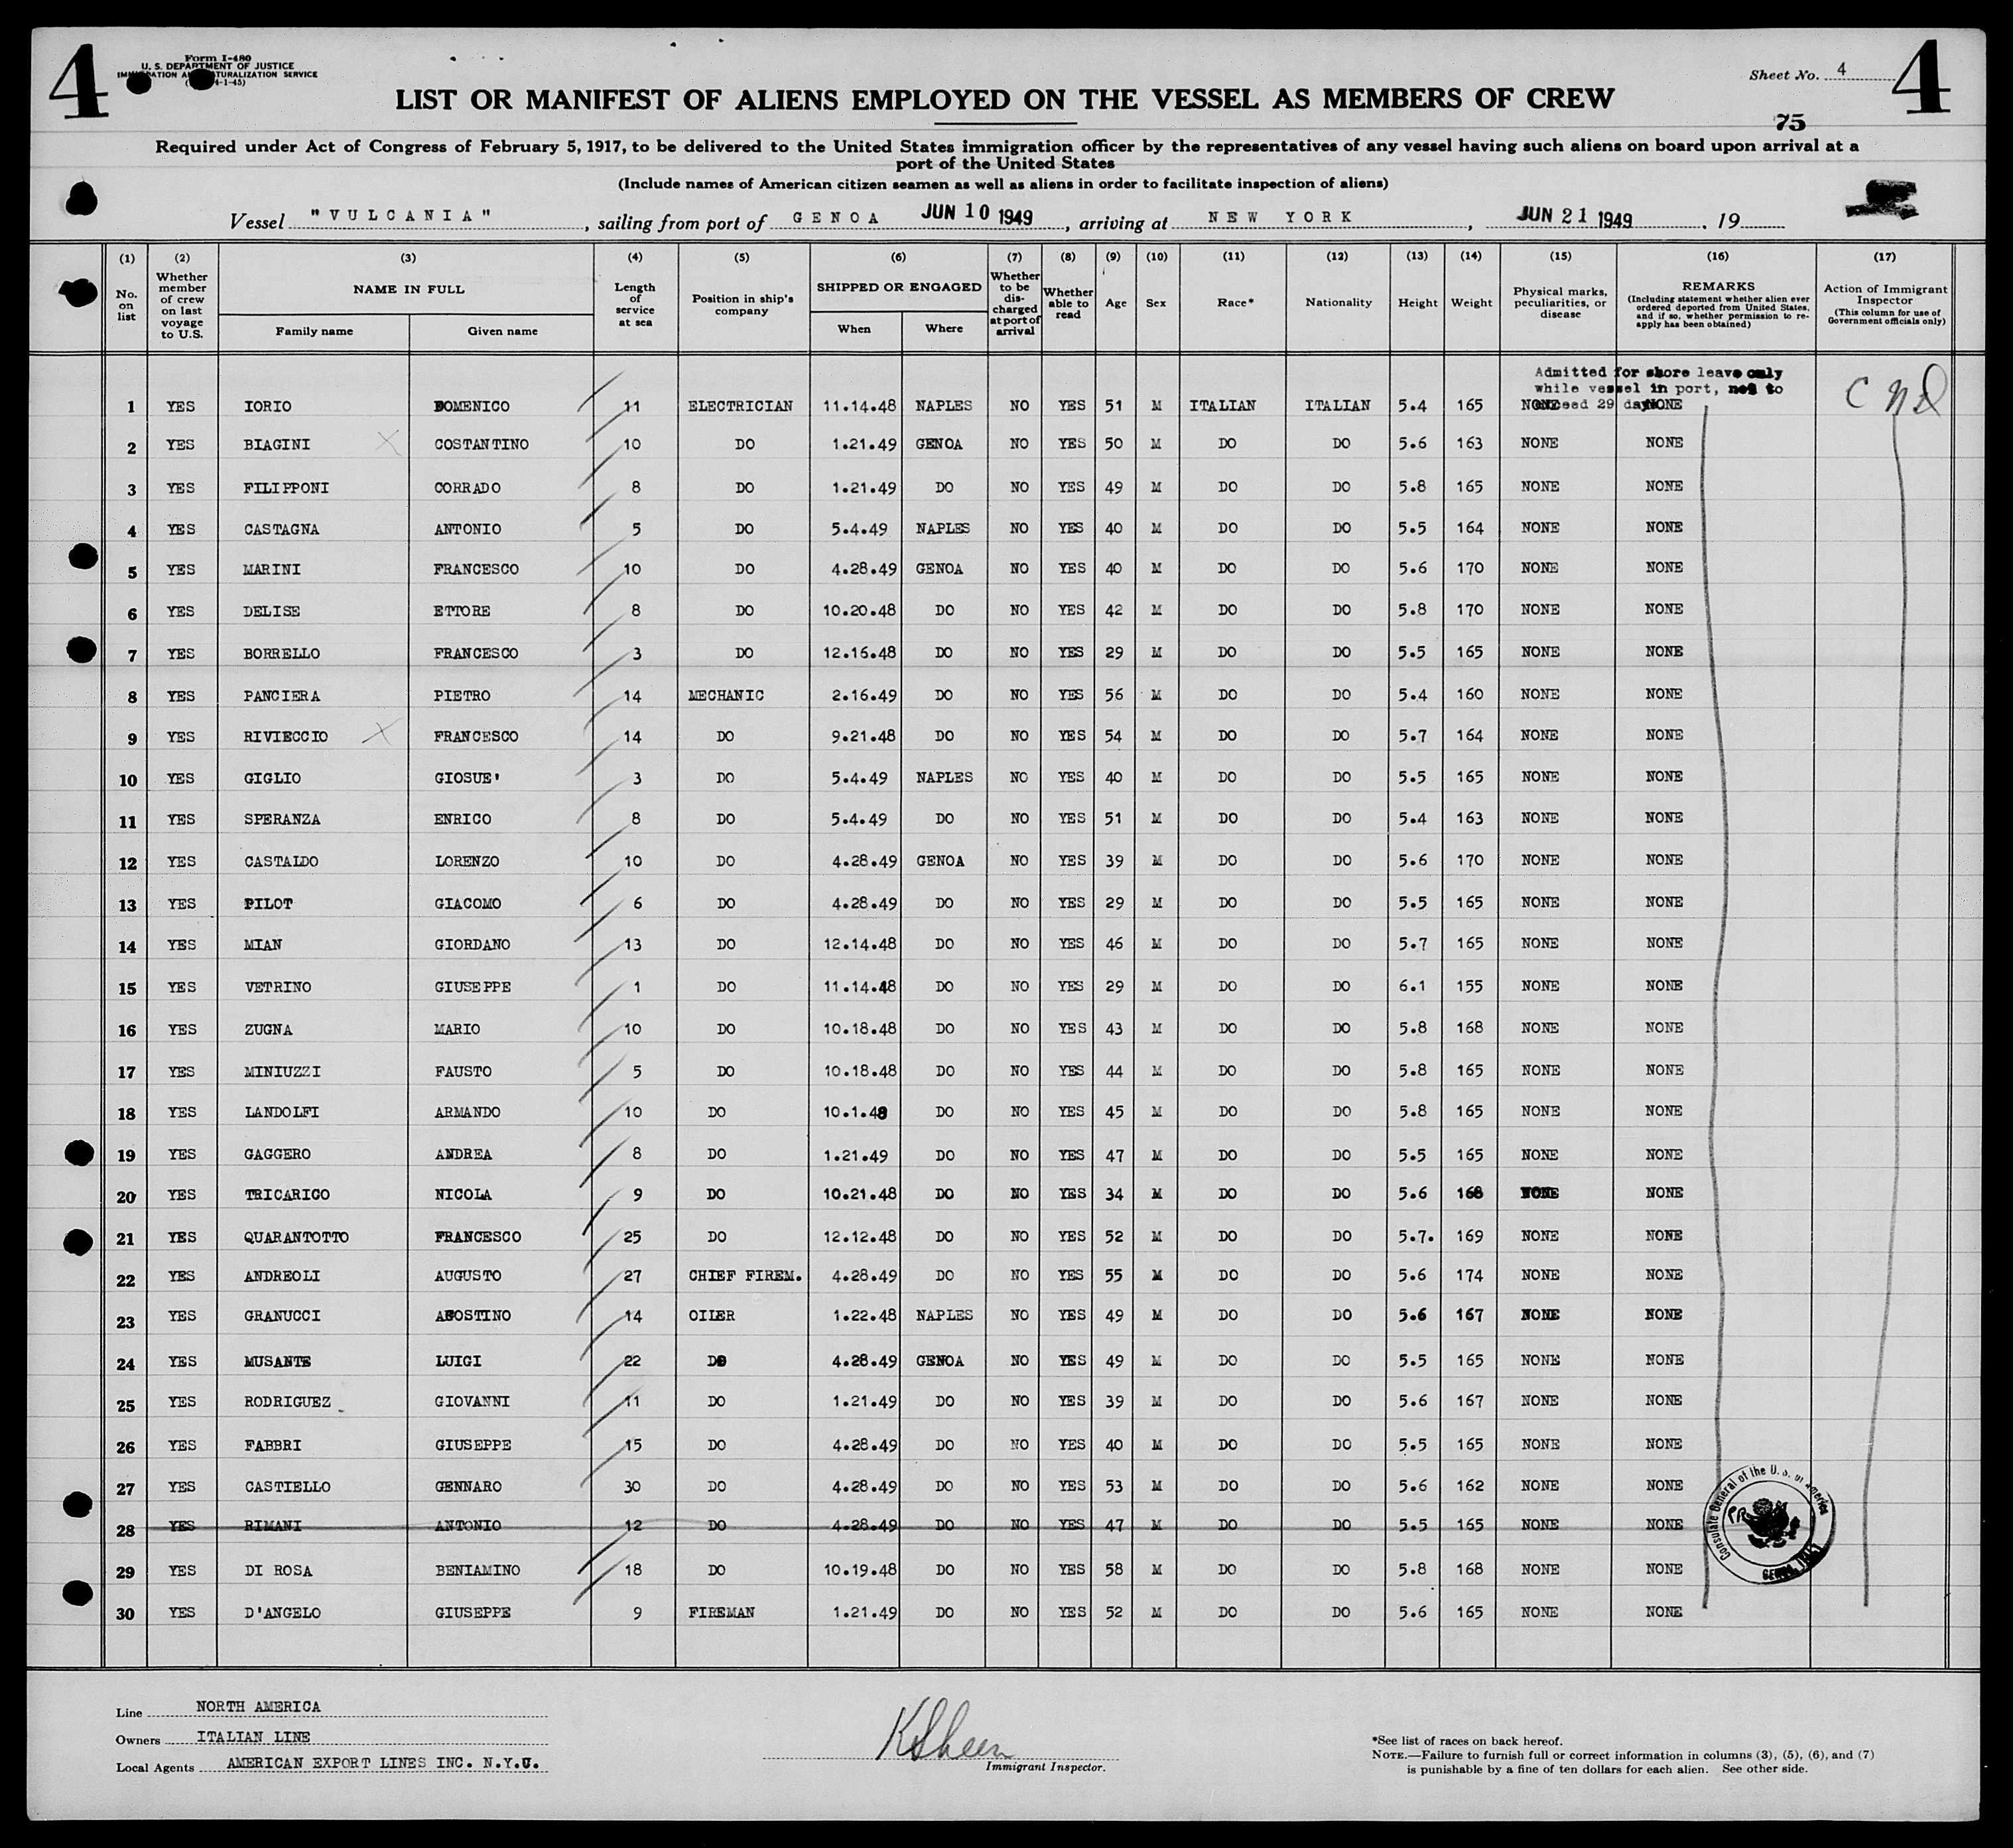 4
Form I-480
U. S. DEPARTMENT OF JUSTICE
IMMIGRATION AND NATURALIZATION SERVICE
4-1-45)
Sheet No. 4
4
LIST OR MANIFEST OF ALIENS EMPLOYED ON THE VESSEL AS MEMBERS OF CREW
75
Required under Act of Congress of February 5, 1917, to be delivered to the United States immigration officer by the representatives of any vessel having such aliens on board upon arrival at a
port of the United States
(Include names of American citizen seamen as well as aliens in order to facilitate inspection of aliens)
Vessel "VULCANIA", sailing from port of GENOA JUN 10 1949, arriving at NEW YORK, JUN 21 1949, 19
(1) (2) (3) (4) (5) (6) (7) (8) (9) (10) (11) (12) (13) (14) (15) (16) (17)
No. on list
Whether member of crew on last voyage to U.S.
NAME IN FULL
Family name Given name
Length of service at sea
Position in ship's company
SHIPPED OR ENGAGED
When Where
Whether to be discharged at port of arrival
Whether able to read
Age
Sex
Race*
Nationality
Height
Weight
Physical marks, peculiarities, or disease
REMARKS
(Including statement whether alien ever ordered deported from United States, and if so, whether permission to re-apply has been obtained)
Action of Immigrant Inspector
(This column for use of Government officials only)
Admitted for shore leave only
while vessel in port, not to
exceed 29 days
1 YES IORIO DOMENICO 11 ELECTRICIAN 11.14.48 NAPLES NO YES 51 M ITALIAN ITALIAN 5.4 165 NONE NONE
2 YES BIAGINI COSTANTINO 10 DO 1.21.49 GENOA NO YES 50 M DO DO 5.6 163 NONE NONE
3 YES FILIPPONI CORRADO 8 DO 1.21.49 DO NO YES 49 M DO DO 5.8 165 NONE NONE
4 YES CASTAGNA ANTONIO 5 DO 5.4.49 NAPLES NO YES 40 M DO DO 5.5 164 NONE NONE
5 YES MARINI FRANCESCO 10 DO 4.28.49 GENOA NO YES 40 M DO DO 5.6 170 NONE NONE
6 YES DELISE ETTORE 8 DO 10.20.48 DO NO YES 42 M DO DO 5.8 170 NONE NONE
7 YES BORRELLO FRANCESCO 3 DO 12.16.48 DO NO YES 29 M DO DO 5.5 165 NONE NONE
8 YES PANCIERA PIETRO 14 MECHANIC 2.16.49 DO NO YES 56 M DO DO 5.4 160 NONE NONE
9 YES RIVIECCIO FRANCESCO 14 DO 9.21.48 DO NO YES 54 M DO DO 5.7 164 NONE NONE
10 YES GIGLIO GIOSUE' 3 DO 5.4.49 NAPLES NO YES 40 M DO DO 5.5 165 NONE NONE
11 YES SPERANZA ENRICO 8 DO 5.4.49 DO NO YES 51 M DO DO 5.4 163 NONE NONE
12 YES CASTALDO LORENZO 10 DO 4.28.49 GENOA NO YES 39 M DO DO 5.6 170 NONE NONE
13 YES PILOT GIACOMO 6 DO 4.28.49 DO NO YES 29 M DO DO 5.5 165 NONE NONE
14 YES MIAN GIORDANO 13 DO 12.14.48 DO NO YES 46 M DO DO 5.7 165 NONE NONE
15 YES VETRINO GIUSEPPE 1 DO 11.14.48 DO NO YES 29 M DO DO 6.1 155 NONE NONE
16 YES ZUGNA MARIO 10 DO 10.18.48 DO NO YES 43 M DO DO 5.8 168 NONE NONE
17 YES MINIUZZI FAUSTO 5 DO 10.18.48 DO NO YES 44 M DO DO 5.8 165 NONE NONE
18 YES LANDOLFI ARMANDO 10 DO 10.1.48 DO NO YES 45 M DO DO 5.8 165 NONE NONE
19 YES GAGGERO ANDREA 8 DO 1.21.49 DO NO YES 47 M DO DO 5.5 165 NONE NONE
20 YES TRICARICO NICOLA 9 DO 10.21.48 DO NO YES 34 M DO DO 5.6 168 NONE NONE
21 YES QUARANTOTTO FRANCESCO 25 DO 12.12.48 DO NO YES 52 M DO DO 5.7. 169 NONE NONE
22 YES ANDREOLI AUGUSTO 27 CHIEF FIREM. 4.28.49 DO NO YES 55 M DO DO 5.6 174 NONE NONE
23 YES GRANUCCI AGOSTINO 14 OILER 1.22.48 NAPLES NO YES 49 M DO DO 5.6 167 NONE NONE
24 YES MUSANTE LUIGI 22 DO 4.28.49 GENOA NO YES 49 M DO DO 5.5 165 NONE NONE
25 YES RODRIGUEZ GIOVANNI 11 DO 1.21.49 DO NO YES 39 M DO DO 5.6 167 NONE NONE
26 YES FABBRI GIUSEPPE 15 DO 4.28.49 DO NO YES 40 M DO DO 5.5 165 NONE NONE
27 YES CASTIELLO GENNARO 30 DO 4.28.49 DO NO YES 53 M DO DO 5.6 162 NONE NONE
28 YES RIMANI ANTONIO 12 DO 4.28.49 DO NO YES 47 M DO DO 5.5 165 NONE NONE
29 YES DI ROSA BENIAMINO 18 DO 10.19.48 DO NO YES 58 M DO DO 5.8 168 NONE NONE
30 YES D'ANGELO GIUSEPPE 9 FIREMAN 1.21.49 DO NO YES 52 M DO DO 5.6 165 NONE NONE
Consulate General of the U. S. of America
GENOA, ITALY
Line NORTH AMERICA
Owners ITALIAN LINE
Local Agents AMERICAN EXPORT LINES INC. N.Y.U.
Immigrant Inspector.
*See list of races on back hereof.
NOTE.—Failure to furnish full or correct information in columns (3), (5), (6), and (7)
is punishable by a fine of ten dollars for each alien. See other side.